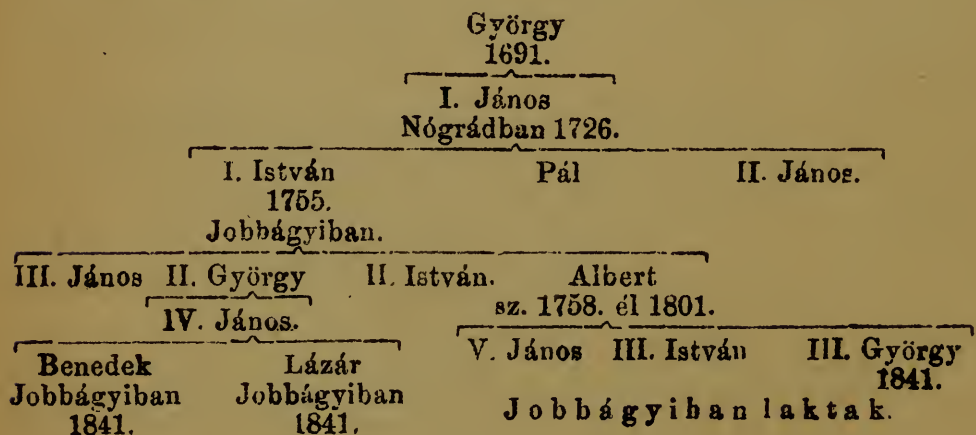 György
1691.
I. János
Nógrádban 1726.
I. István Pál II. János.
1755.
Jobbágyiban.
III. János II. György II. István. Albert
sz. 1758. él 1801.
IV. János.
V. János III. István III. György
1841.
Benedek Lázár
Jobbágyiban Jobbágyiban
1841. 1841.
Jobbágyiban laktak.